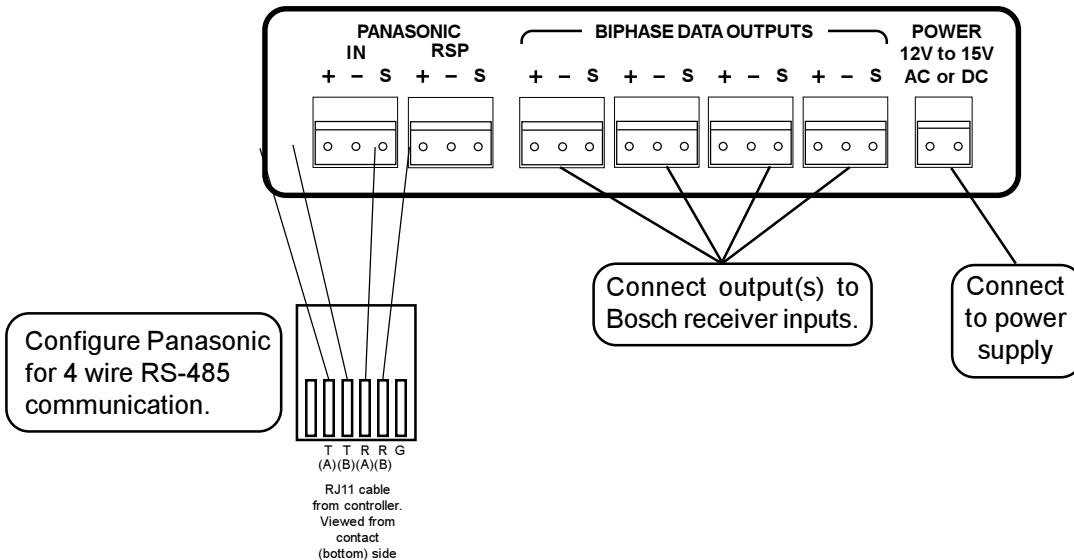 PANASONIC
IN RSP
+ − S + − S
BIPHASE DATA OUTPUTS
+ − S + − S + − S + − S
POWER
12V to 15V
AC or DC
Configure Panasonic
for 4 wire RS-485
communication.
Connect output(s) to
Bosch receiver inputs.
Connect
to power
supply
T T R R G
(A) (B) (A) (B)
RJ11 cable
from controller.
Viewed from
contact
(bottom) side